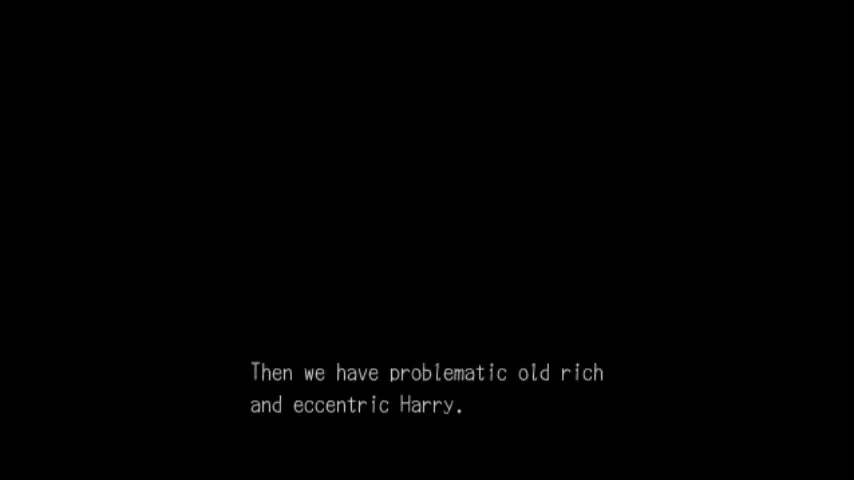 Then we have problematic old rich
and eccentric Harry.